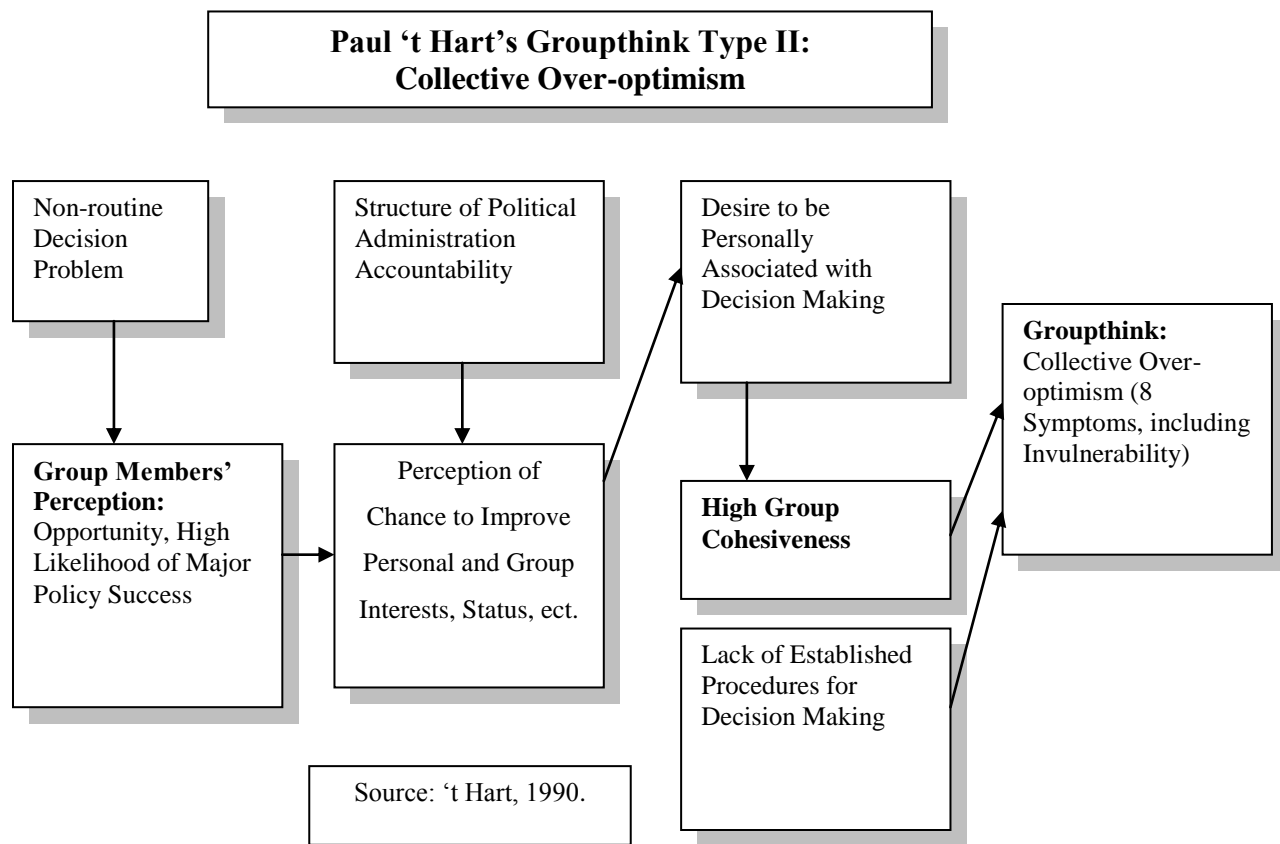 Paul ‘t Hart’s Groupthink Type II:
Collective Over-optimism
Non-routine
Decision
Problem
Structure of Political
Administration
Accountability
Desire to be
Personally
Associated with
Decision Making
Groupthink:
Collective Over-
optimism (8
Symptoms, including
Invulnerability)
Group Members’
Perception:
Opportunity, High
Likelihood of Major
Policy Success
Perception of
Chance to Improve
Personal and Group
Interests, Status, ect.
High Group
Cohesiveness
Lack of Established
Procedures for
Decision Making
Source: ‘t Hart, 1990.